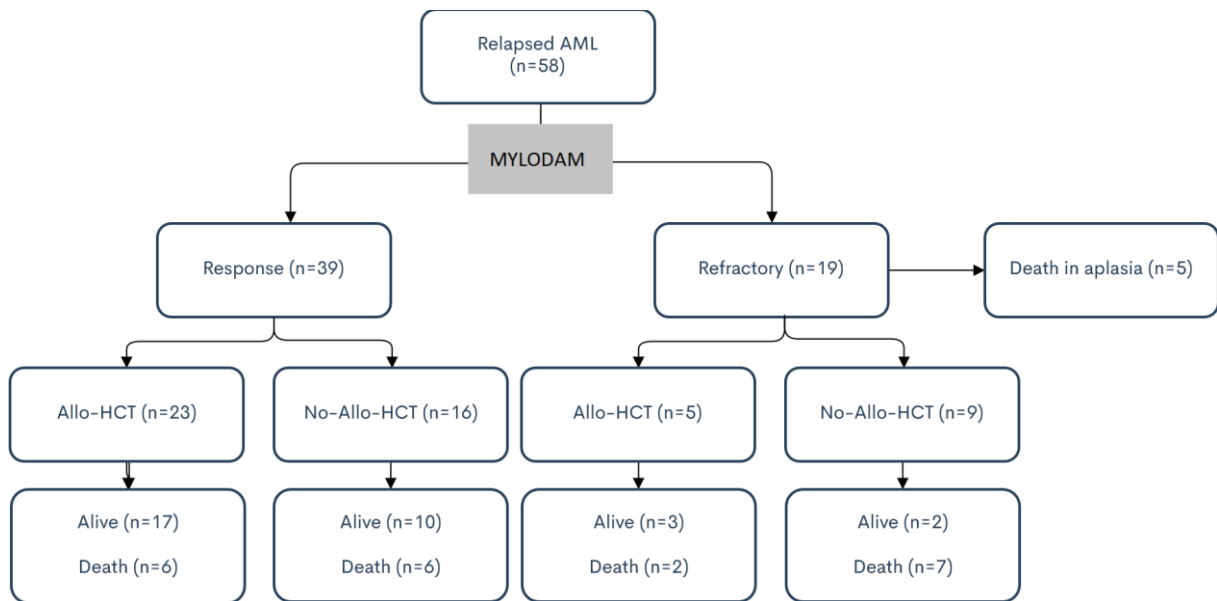 Relapsed AML
(n=58)
MYLODAM
Response (n=39)
Refractory (n=19)
Death in aplasia (n=5)
Allo-HCT (n=23)
No-Allo-HCT (n=16)
Allo-HCT (n=5)
No-Allo-HCT (n=9)
Alive (n=17)
Death (n=6)
Alive (n=10)
Death (n=6)
Alive (n=3)
Death (n=2)
Alive (n=2)
Death (n=7)